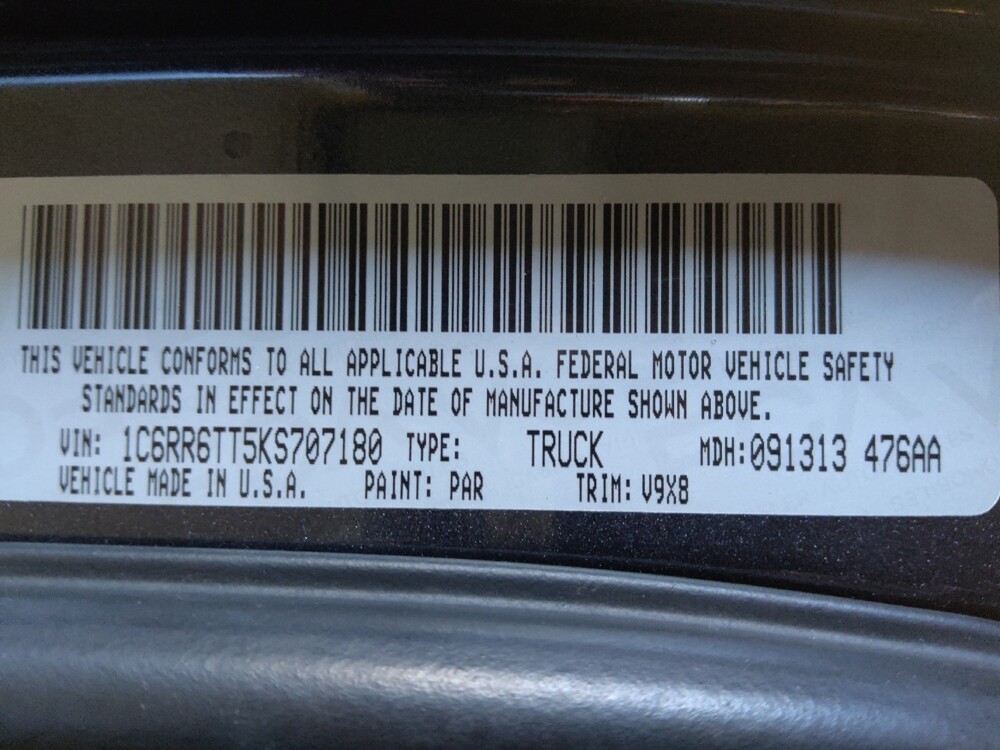 THIS VEHICLE CONFORMS TO ALL APPLICABLE U.S.A. FEDERAL MOTOR VEHICLE SAFETY
STANDARDS IN EFFECT ON THE DATE OF MANUFACTURE SHOWN ABOVE.
VIN: 1C6RR6TT5KS707180 TYPE: TRUCK MDH:091313 476AA
VEHICLE MADE IN U.S.A. PAINT: PAR TRIM: V9X8